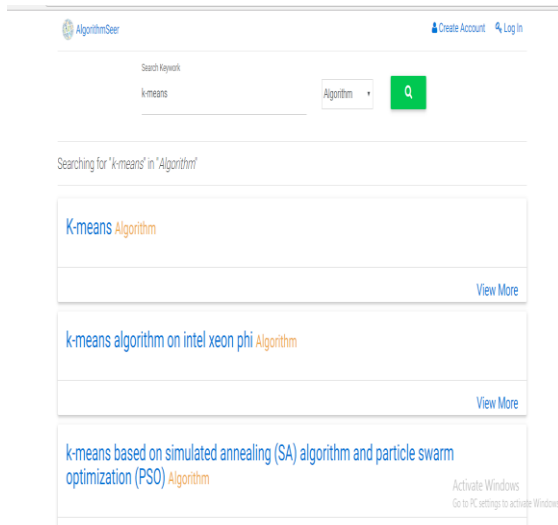 AlgorithmSeer
Create Account Log In
Search Keyword
k-means Algorithm
Searching for "k-means" in "Algorithm"
K-means Algorithm
View More
k-means algorithm on intel xeon phi Algorithm
View More
k-means based on simulated annealing (SA) algorithm and particle swarm
optimization (PSO) Algorithm
Activate Windows
Go to PC settings to activate Windows